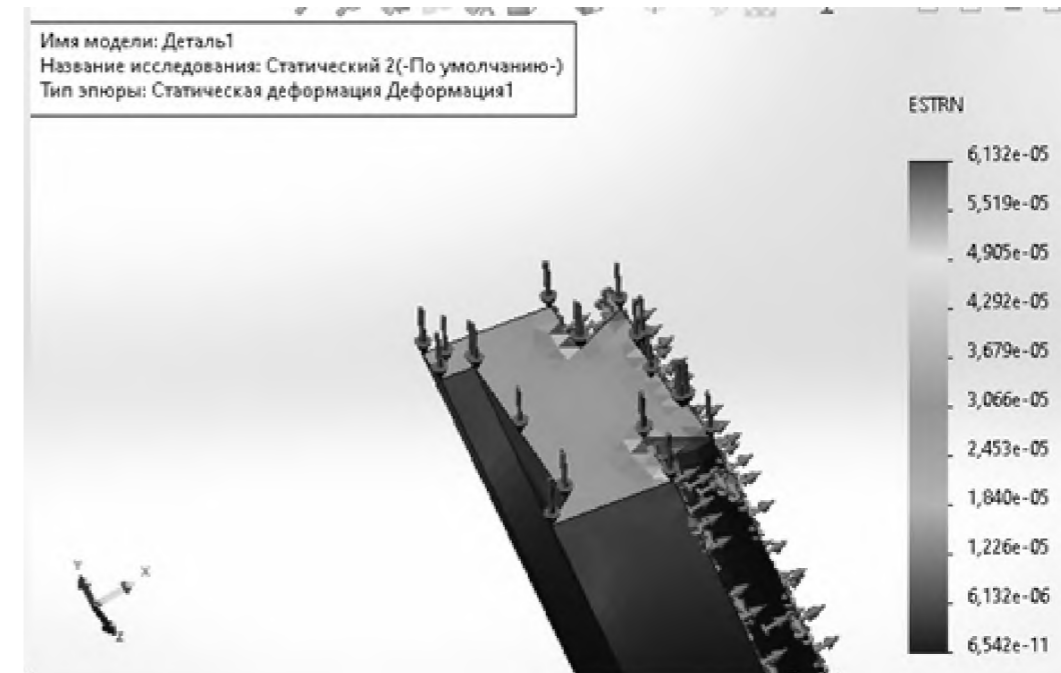 Имя модели: Деталь1
Название исследования: Статический 2(-По умолчанию-)
Тип эпюры: Статическая деформация Деформация1
ESTRN
6,132e-05
5,519e-05
4,905e-05
4,292e-05
3,679e-05
3,066e-05
2,453e-05
1,840e-05
1,226e-05
6,132e-06
6,542e-11
Y
X
Z